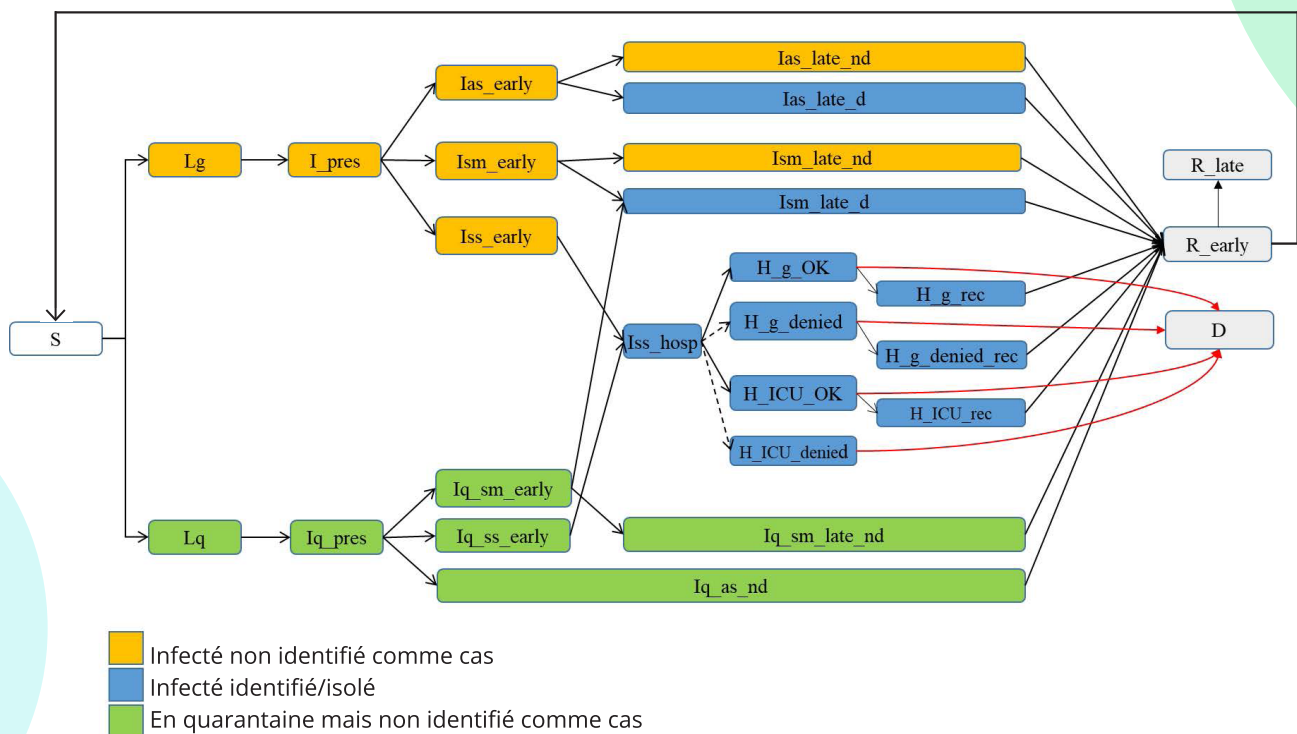 Ias_late_nd
Ias_early
Ias_late_d
Lg
I_pres
Ism_early
Ism_late_nd
Ism_late_d
R_late
Iss_early
R_early
H_g_OK
H_g_rec
S
Iss_hosp
H_g_denied
D
H_g_denied_rec
H_ICU_OK
H_ICU_rec
H_ICU_denied
Iq_sm_early
Lq
Iq_pres
Iq_ss_early
Iq_sm_late_nd
Iq_as_nd
Infecté non identifié comme cas
Infecté identifié/isolé
En quarantaine mais non identifié comme cas